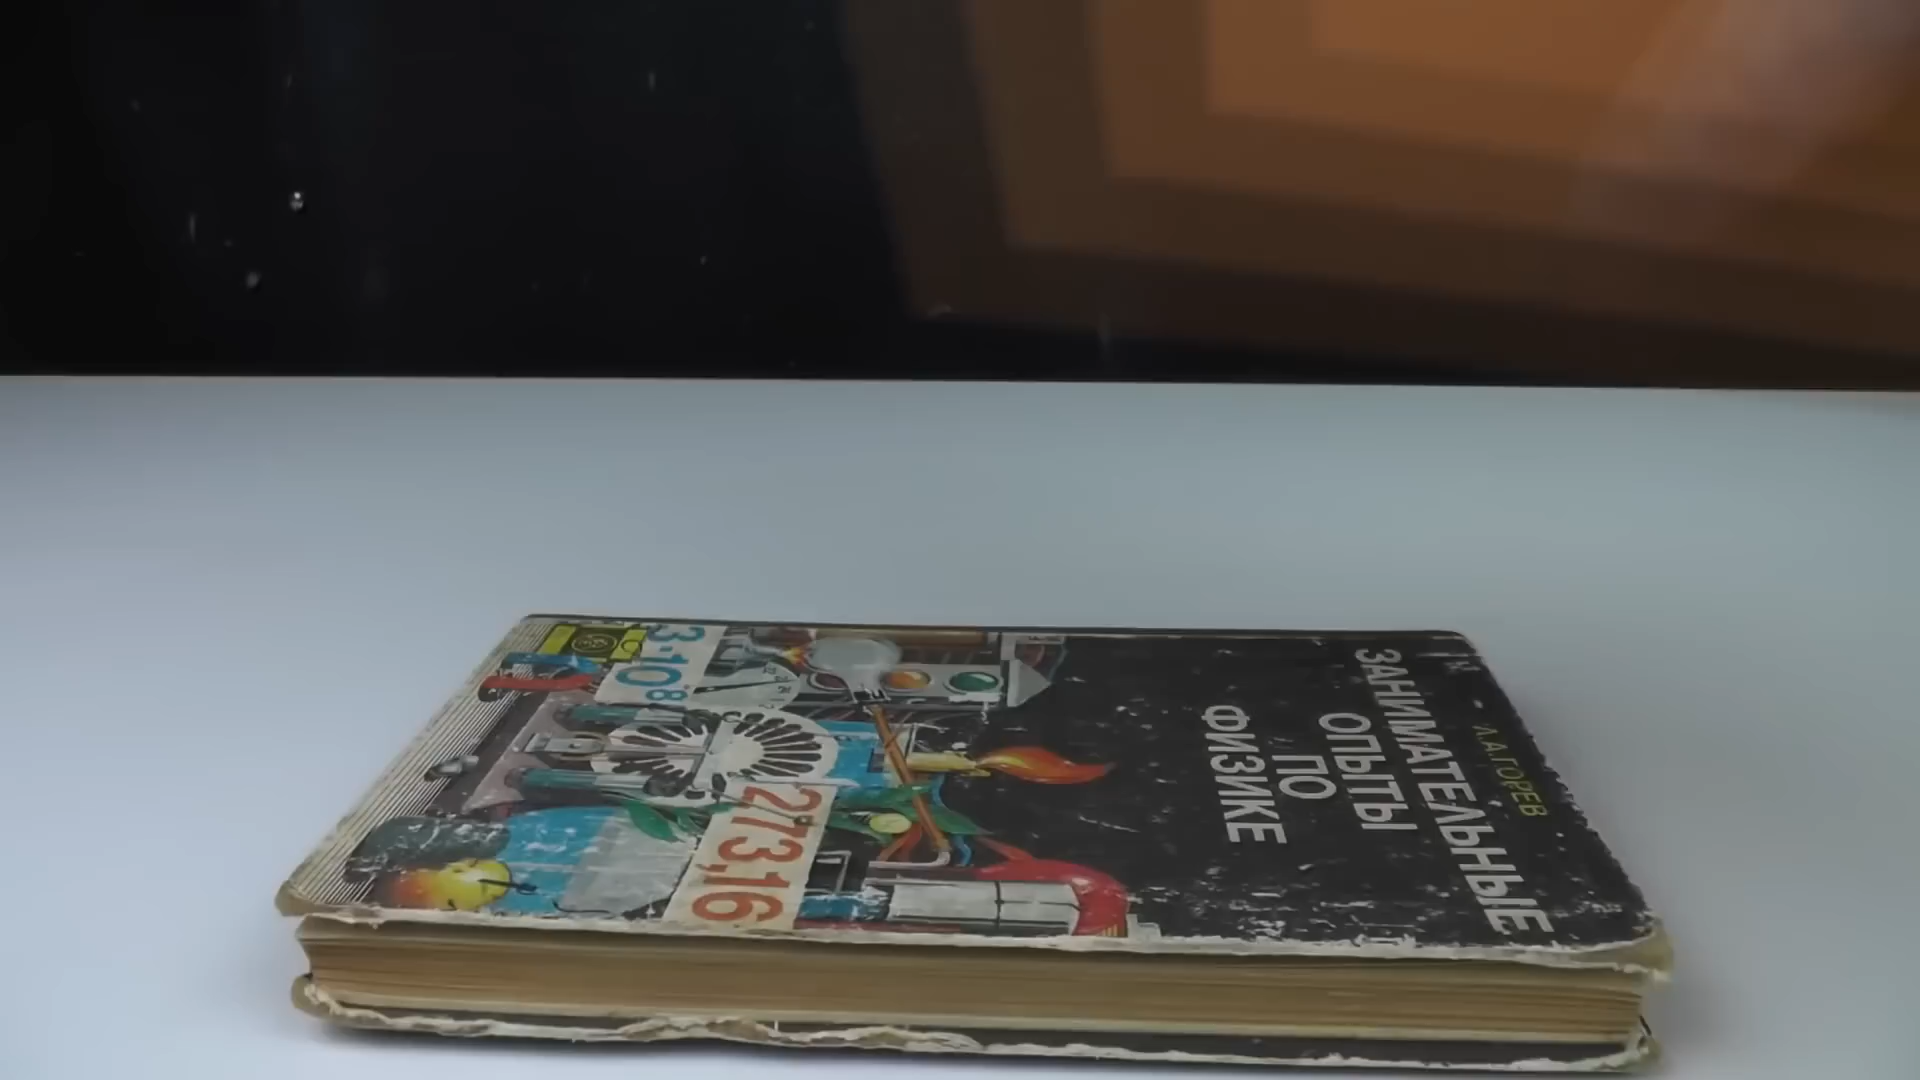 Л.А.ГОРЕВ
ЗАНИМАТЕЛЬНЫЕ
ОПЫТЫ
ПО
ФИЗИКЕ
273,16
3·10⁸